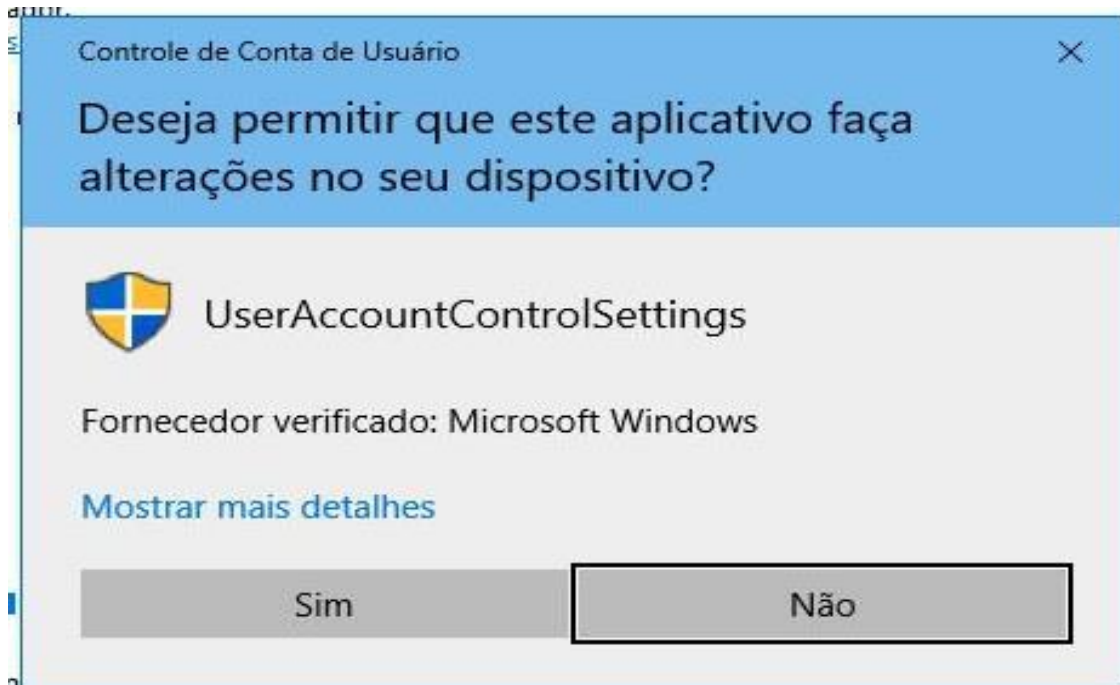 ador.
s
Controle de Conta de Usuário
Deseja permitir que este aplicativo faça
alterações no seu dispositivo?
UserAccountControlSettings
Fornecedor verificado: Microsoft Windows
Mostrar mais detalhes
Sim
Não